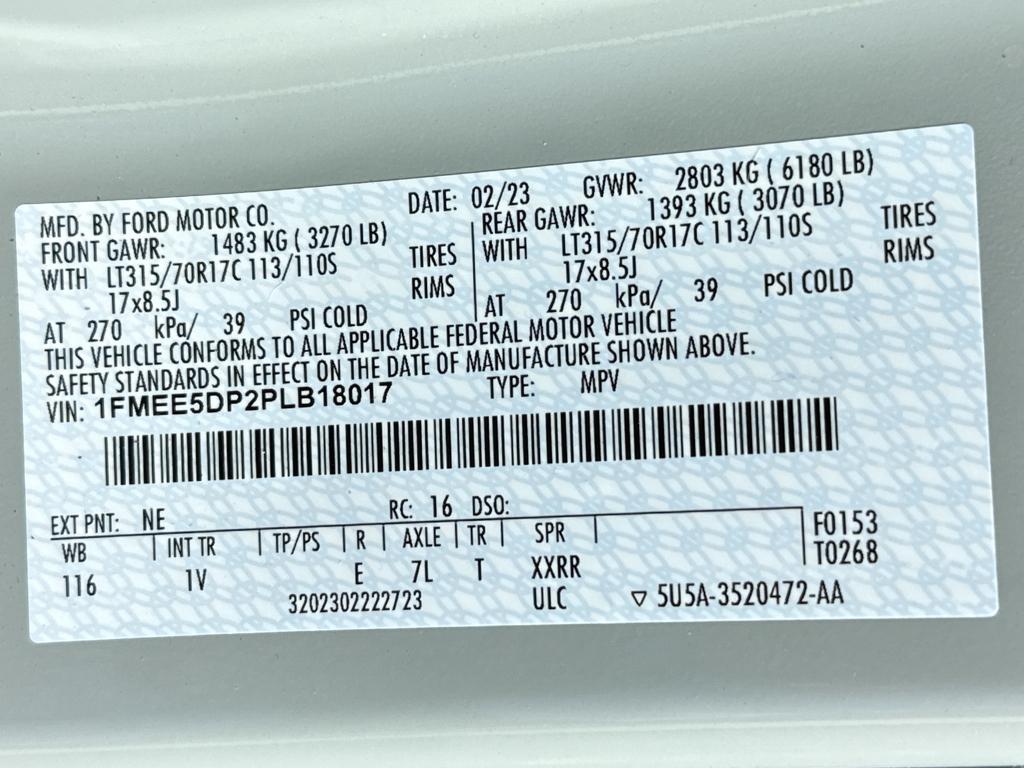 MFD. BY FORD MOTOR CO. DATE: 02/23 GVWR: 2803 KG ( 6180 LB)
FRONT GAWR: 1483 KG ( 3270 LB) REAR GAWR: 1393 KG ( 3070 LB)
WITH LT315/70R17C 113/110S TIRES WITH LT315/70R17C 113/110S TIRES
17x8.5J RIMS 17x8.5J RIMS
AT 270 kPa/ 39 PSI COLD AT 270 kPa/ 39 PSI COLD
THIS VEHICLE CONFORMS TO ALL APPLICABLE FEDERAL MOTOR VEHICLE
SAFETY STANDARDS IN EFFECT ON THE DATE OF MANUFACTURE SHOWN ABOVE.
VIN: 1FMEE5DP2PLB18017 TYPE: MPV
EXT PNT: NE RC: 16 DSO:
WB INT TR TP/PS R AXLE TR SPR F0153
116 1V E 7L T XXRR T0268
3202302222723 ULC ▽ 5U5A-3520472-AA